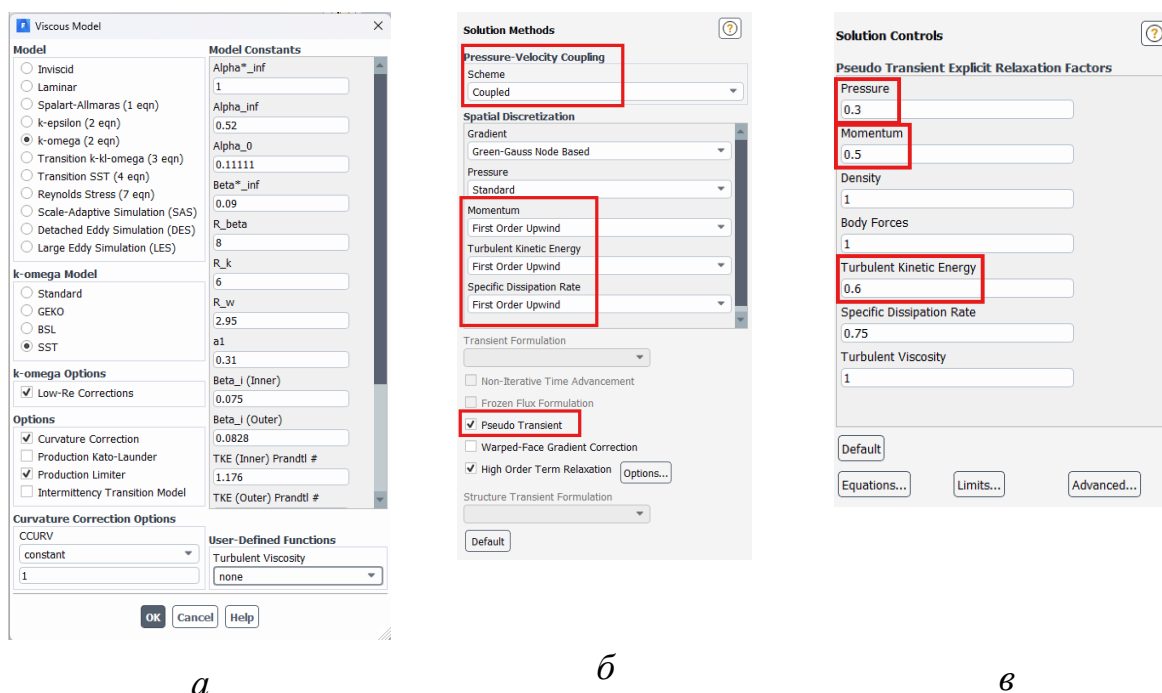 Viscous Model
Model
Inviscid
Laminar
Spalart-Allmaras (1 eqn)
k-epsilon (2 eqn)
k-omega (2 eqn)
Transition k-kl-omega (3 eqn)
Transition SST (4 eqn)
Reynolds Stress (7 eqn)
Scale-Adaptive Simulation (SAS)
Detached Eddy Simulation (DES)
Large Eddy Simulation (LES)
k-omega Model
Standard
GEKO
BSL
SST
k-omega Options
Low-Re Corrections
Options
Curvature Correction
Production Kato-Launder
Production Limiter
Intermittency Transition Model
Curvature Correction Options
CCURV
constant
1
Model Constants
Alpha*_inf
1
Alpha_inf
0.52
Alpha_0
0.11111
Beta*_inf
0.09
R_beta
8
R_k
6
R_w
2.95
a1
0.31
Beta_i (Inner)
0.075
Beta_i (Outer)
0.0828
TKE (Inner) Prandtl #
1.176
TKE (Outer) Prandtl #
User-Defined Functions
Turbulent Viscosity
none
OK Cancel Help
а
Solution Methods
?
Pressure-Velocity Coupling
Scheme
Coupled
Spatial Discretization
Gradient
Green-Gauss Node Based
Pressure
Standard
Momentum
First Order Upwind
Turbulent Kinetic Energy
First Order Upwind
Specific Dissipation Rate
First Order Upwind
Transient Formulation
Non-Iterative Time Advancement
Frozen Flux Formulation
Pseudo Transient
Warped-Face Gradient Correction
High Order Term Relaxation Options...
Structure Transient Formulation
Default
б
Solution Controls
?
Pseudo Transient Explicit Relaxation Factors
Pressure
0.3
Momentum
0.5
Density
1
Body Forces
1
Turbulent Kinetic Energy
0.6
Specific Dissipation Rate
0.75
Turbulent Viscosity
1
Default
Equations... Limits... Advanced...
в